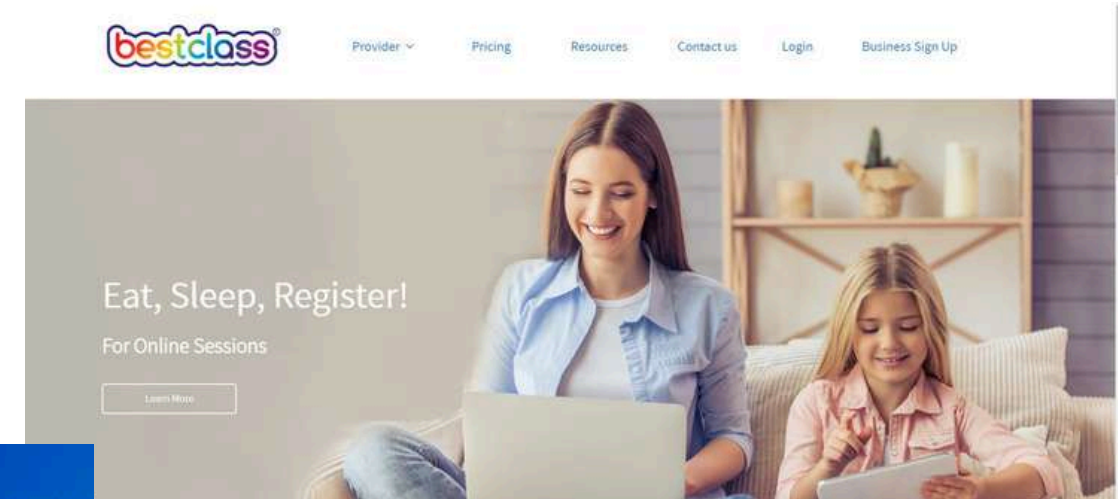 bestclass®
Provider
Pricing
Resources
Contact us
Login
Business Sign Up
Eat, Sleep, Register!
For Online Sessions
Learn More